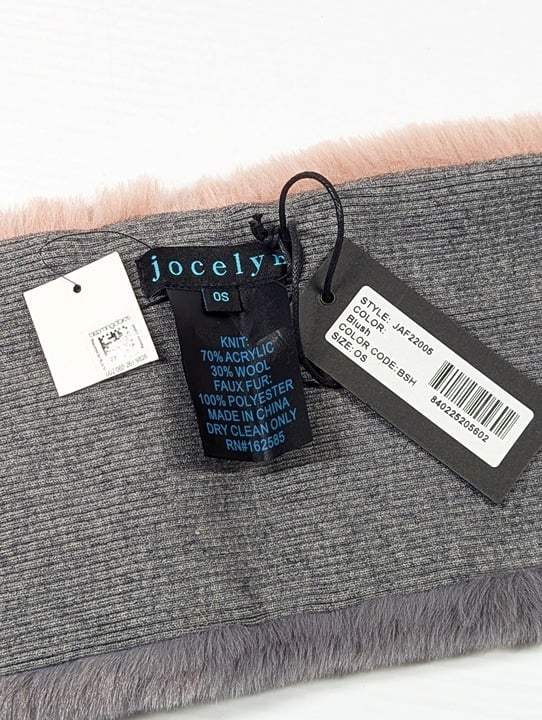 jocelyn
OS
KNIT:
70% ACRYLIC
30% WOOL
FAUX FUR:
100% POLYESTER
MADE IN CHINA
DRY CLEAN ONLY
RN#162585
STYLE: JAF22005
COLOR:
Blush
COLOR CODE: BSH
SIZE: OS
840225205602
bloomingdale's